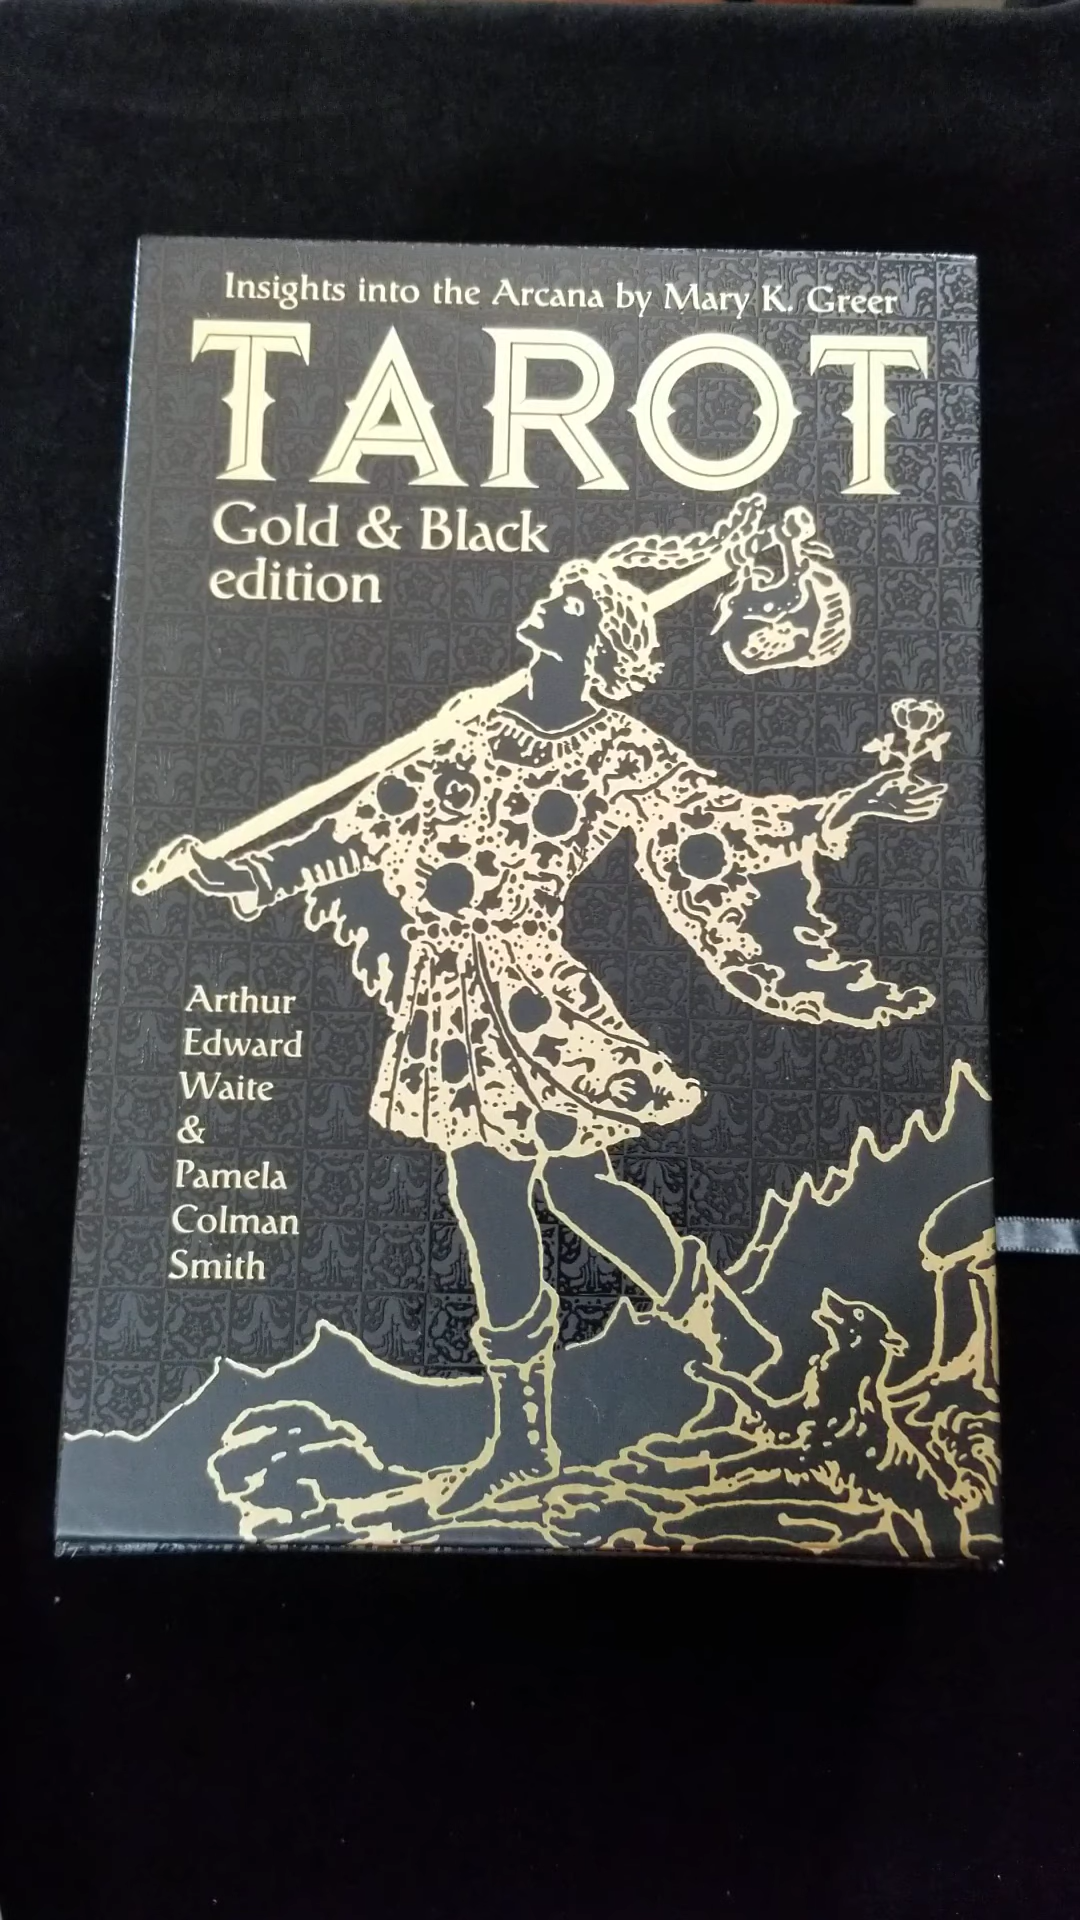 Insights into the Arcana by Mary K. Greer
TAROT
Gold & Black
edition
Arthur
Edward
Waite
&
Pamela
Colman
Smith